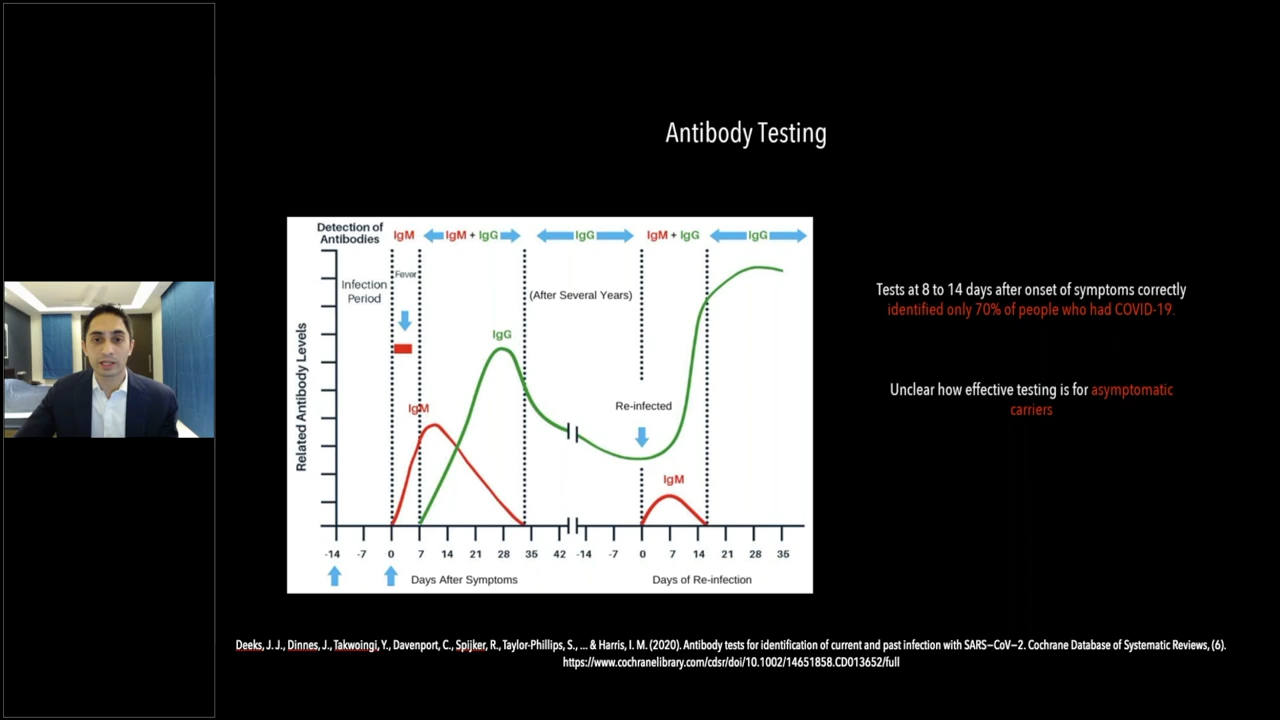 Antibody Testing
Detection of
Antibodies
IgM
IgM + IgG
IgG
IgM + IgG
IgG
Infection
Period
Fever
(After Several Years)
IgG
IgM
Re-infected
IgM
Related Antibody Levels
-14 -7 0 7 14 21 28 35 42 -14 -7 0 7 14 21 28 35
Days After Symptoms
Days of Re-infection
Tests at 8 to 14 days after onset of symptoms correctly
identified only 70% of people who had COVID-19.
Unclear how effective testing is for asymptomatic
carriers
Deeks, J. J., Dinnes, J., Takwoingi, Y., Davenport, C., Spijker, R., Taylor-Phillips, S., ... & Harris, I. M. (2020). Antibody tests for identification of current and past infection with SARS–CoV–2. Cochrane Database of Systematic Reviews, (6).
https://www.cochranelibrary.com/cdsr/doi/10.1002/14651858.CD013652/full